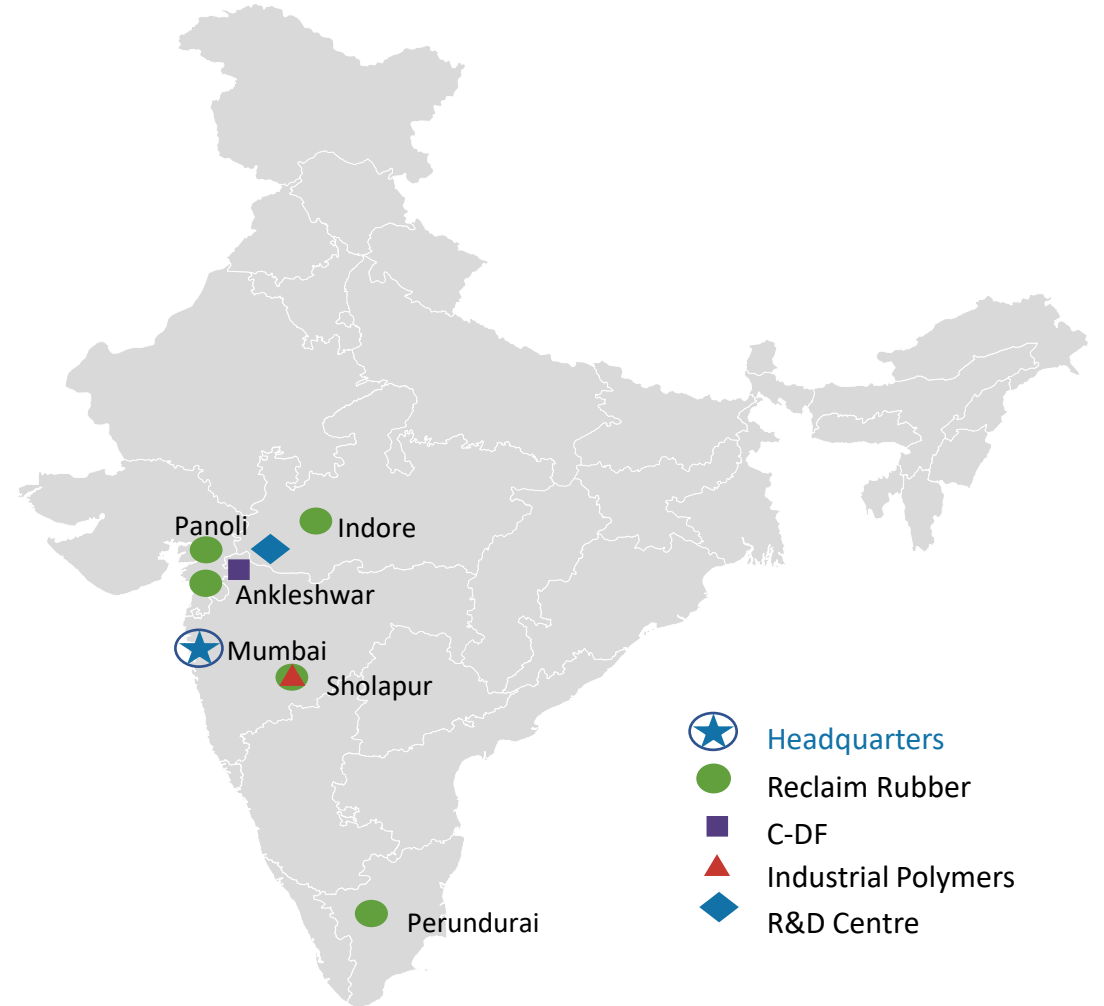 Panoli
Indore
Ankleshwar
Mumbai
Sholapur
Perundurai
Headquarters
Reclaim Rubber
C-DF
Industrial Polymers
R&D Centre